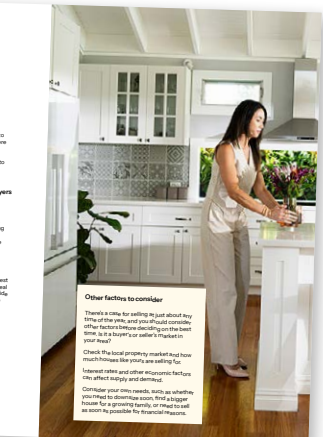 to
to
yers
Other factors to consider
There's a case for selling at just about any
time of the year, and you should consider
other factors before deciding on the best
time. Is it a buyer's or seller's market in
your area?
Check the local property market and how
much houses like yours are selling for.
Interest rates and other economic factors
can affect supply and demand.
Consider your own needs, such as whether
you need to downsize soon, find a bigger
house for a growing family, or need to sell
as soon as possible for financial reasons.